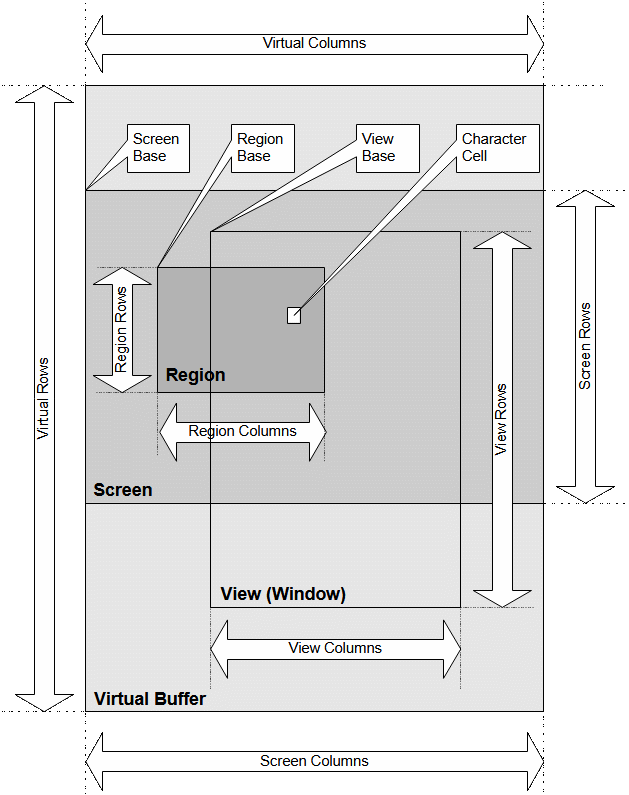 Virtual Columns
Screen
Base
Region
Base
View
Base
Character
Cell
Region Rows
Screen Rows
Virtual Rows
Region
View Rows
Region Columns
Screen
View (Window)
View Columns
Virtual Buffer
Screen Columns